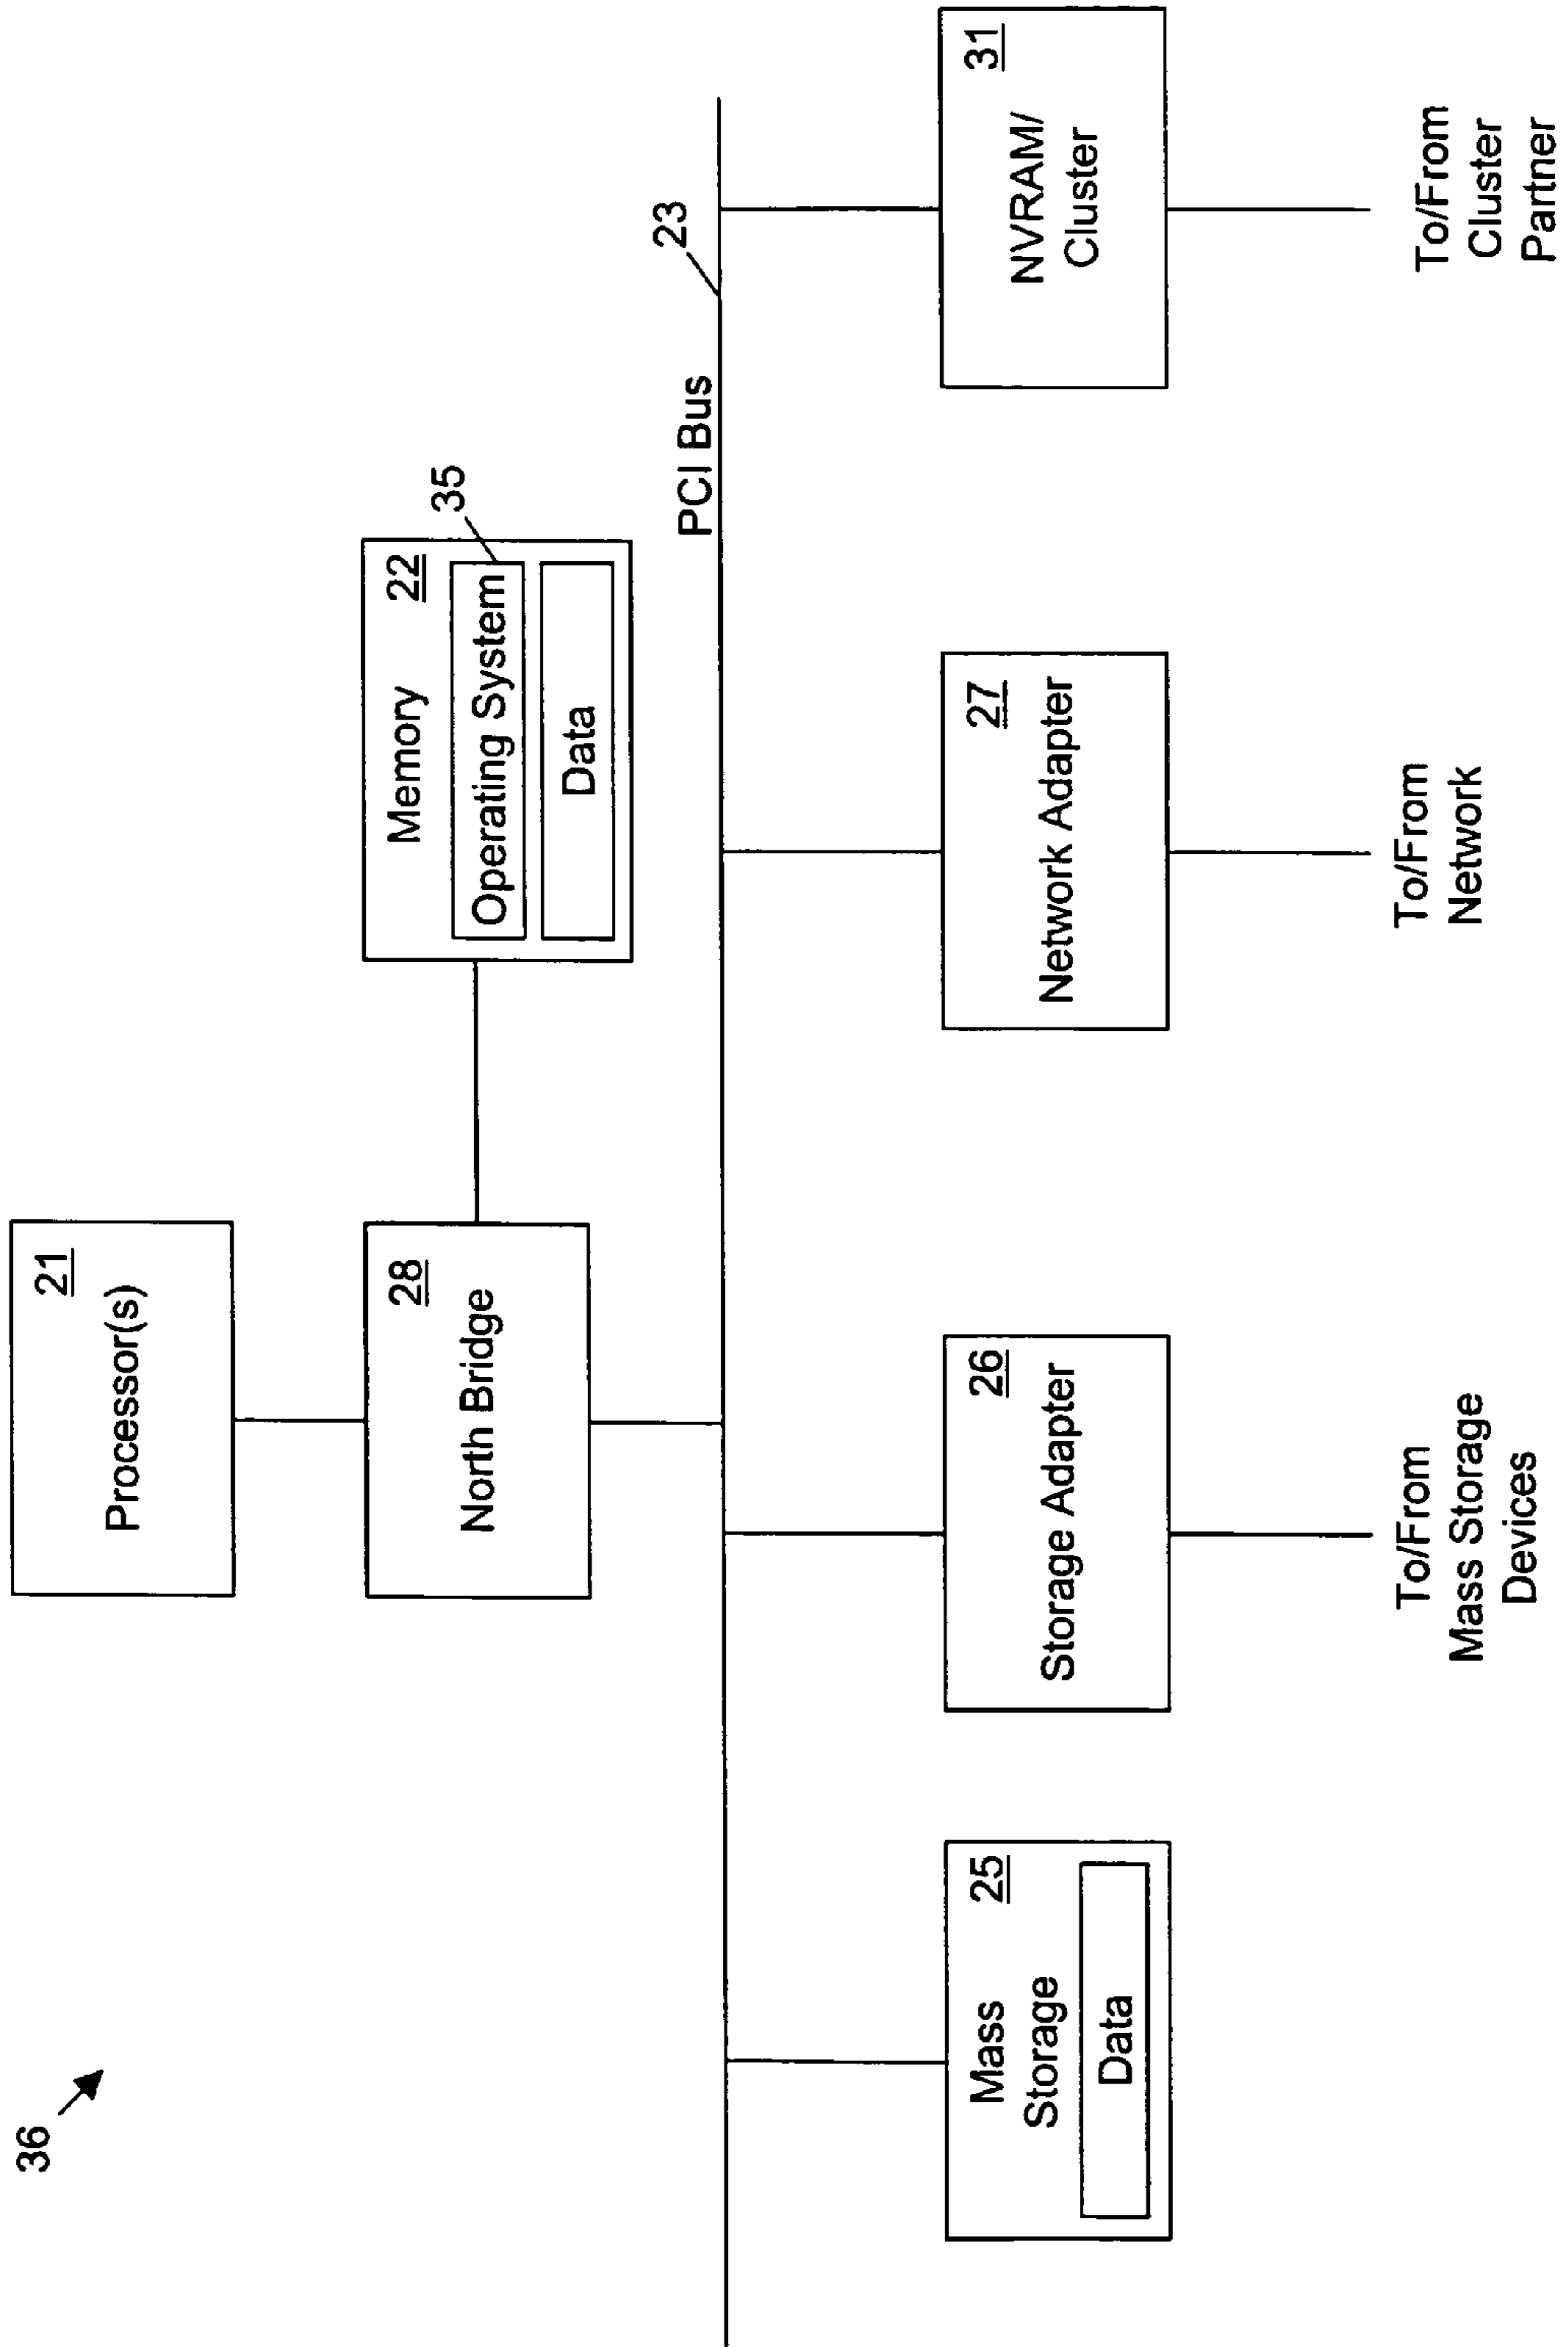 36
21
Processor(s)
28
North Bridge
22
Memory
35
Operating System
Data
PCI Bus
23
25
Mass
Storage
Data
26
Storage Adapter
27
Network Adapter
31
NVRAM/
Cluster
To/From
Mass Storage
Devices
To/From
Network
To/From
Cluster
Partner